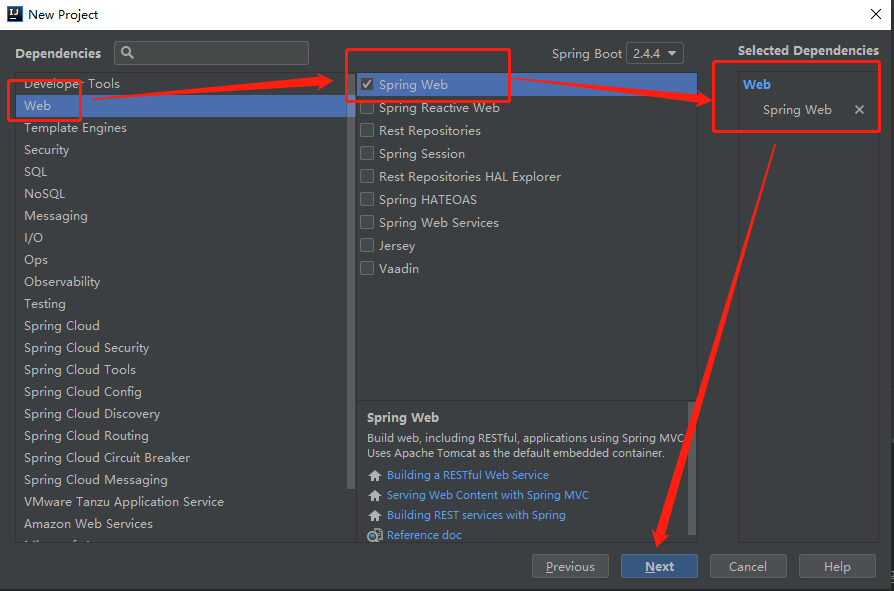 New Project
Dependencies
Spring Boot 2.4.4
Selected Dependencies
Developer Tools
Web
Template Engines
Security
SQL
NoSQL
Messaging
I/O
Ops
Observability
Testing
Spring Cloud
Spring Cloud Security
Spring Cloud Tools
Spring Cloud Config
Spring Cloud Discovery
Spring Cloud Routing
Spring Cloud Circuit Breaker
Spring Cloud Messaging
VMware Tanzu Application Service
Amazon Web Services
Spring Web
Spring Reactive Web
Rest Repositories
Spring Session
Rest Repositories HAL Explorer
Spring HATEOAS
Spring Web Services
Jersey
Vaadin
Spring Web
Build web, including RESTful, applications using Spring MVC
Uses Apache Tomcat as the default embedded container.
Building a RESTful Web Service
Serving Web Content with Spring MVC
Building REST services with Spring
Reference doc
Web
Spring Web
Previous
Next
Cancel
Help